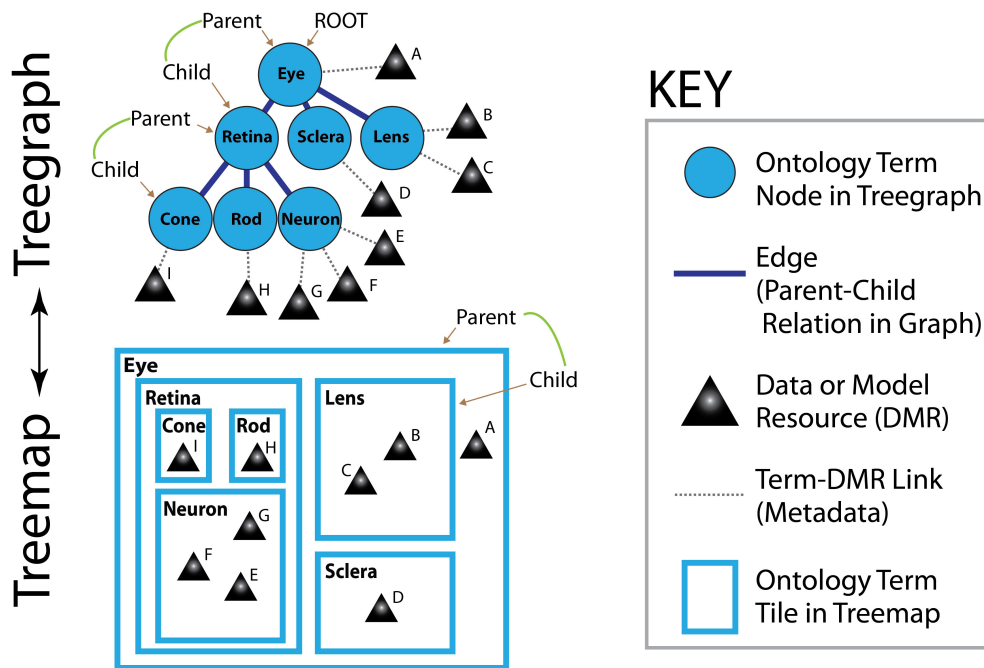 Treegraph
Parent
ROOT
A
Eye
Child
B
Parent
Retina
Sclera
Lens
C
Child
D
Cone
Rod
Neuron
E
I
H
G
F
Treemap
Parent
Eye
Child
Retina
Lens
Cone
Rod
I
H
B
A
C
Neuron
G
F
E
Sclera
D
KEY
Ontology Term
Node in Treegraph
Edge
(Parent-Child
Relation in Graph)
Data or Model
Resource (DMR)
Term-DMR Link
(Metadata)
Ontology Term
Tile in Treemap